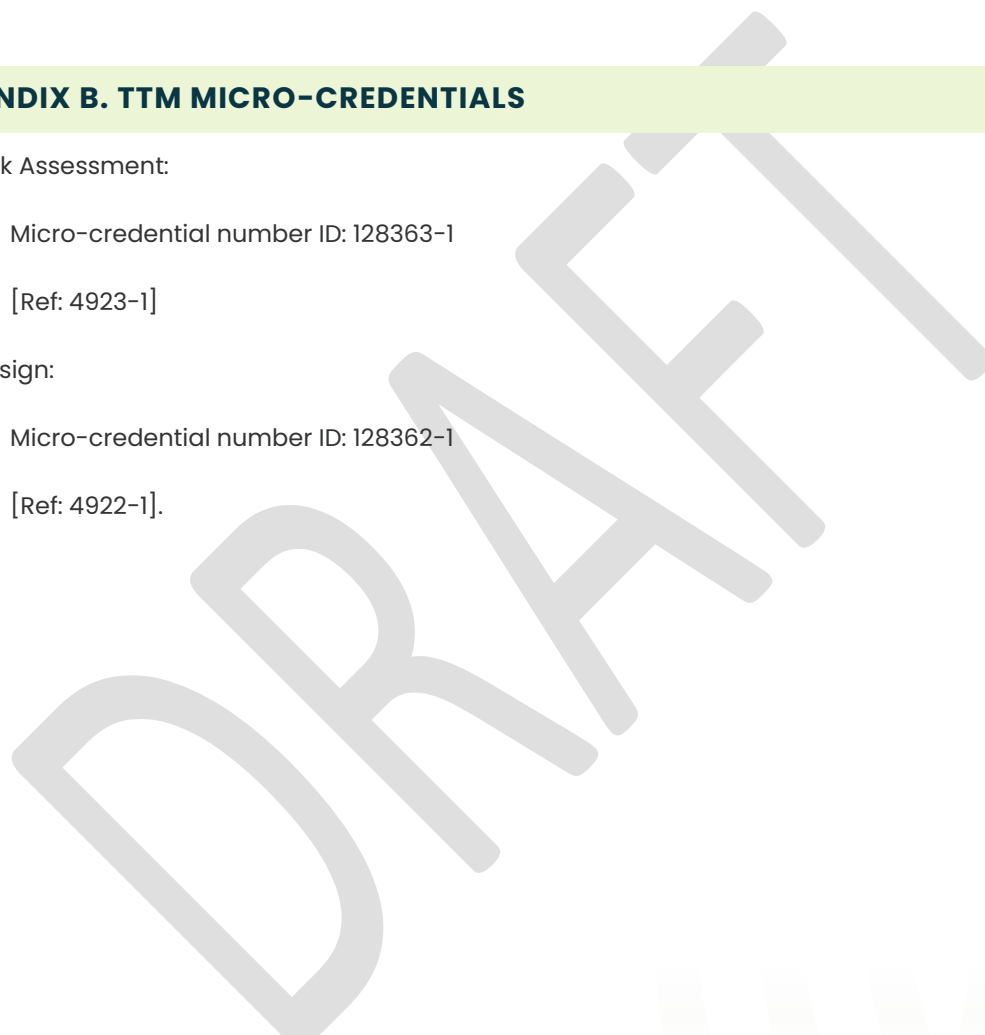 NDIX B. TTM MICRO-CREDENTIALS
k Assessment:
Micro-credential number ID: 128363-1
[Ref: 4923-1]
sign:
Micro-credential number ID: 128362-1
[Ref: 4922-1].
DRAFT